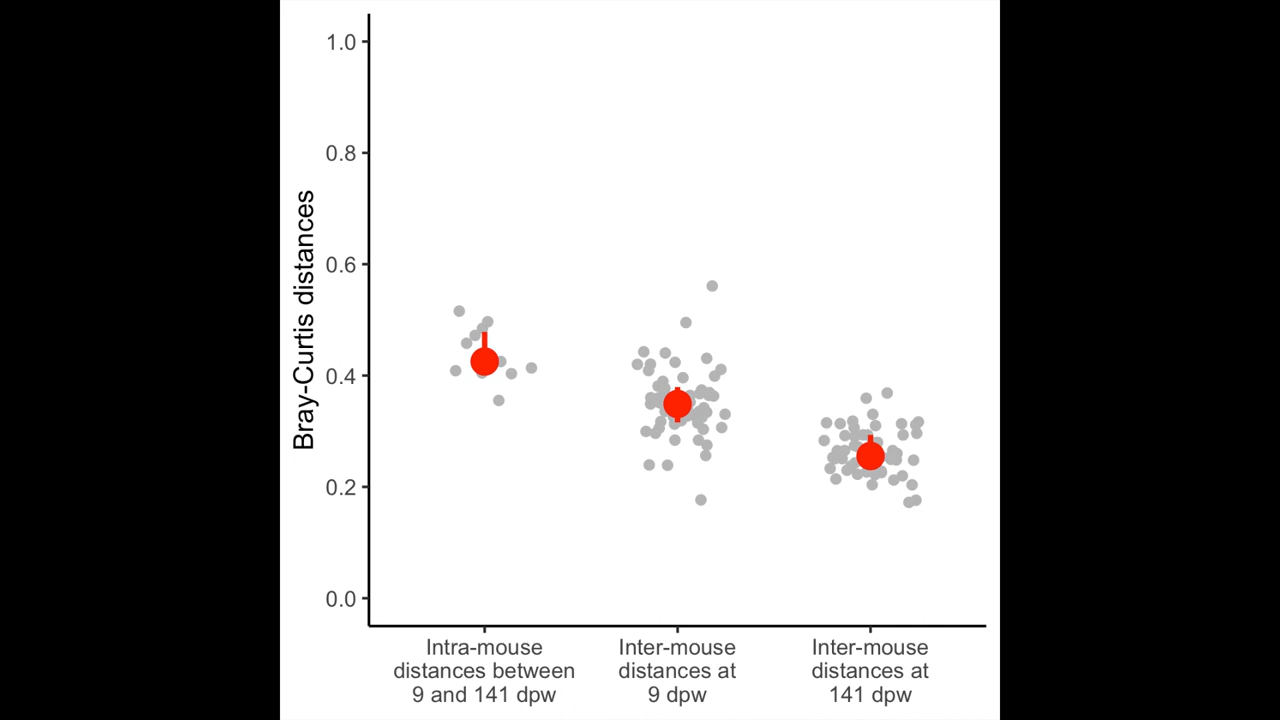 1.0
0.8
0.6
0.4
0.2
0.0
Bray-Curtis distances
Intra-mouse
distances between
9 and 141 dpw
Inter-mouse
distances at
9 dpw
Inter-mouse
distances at
141 dpw